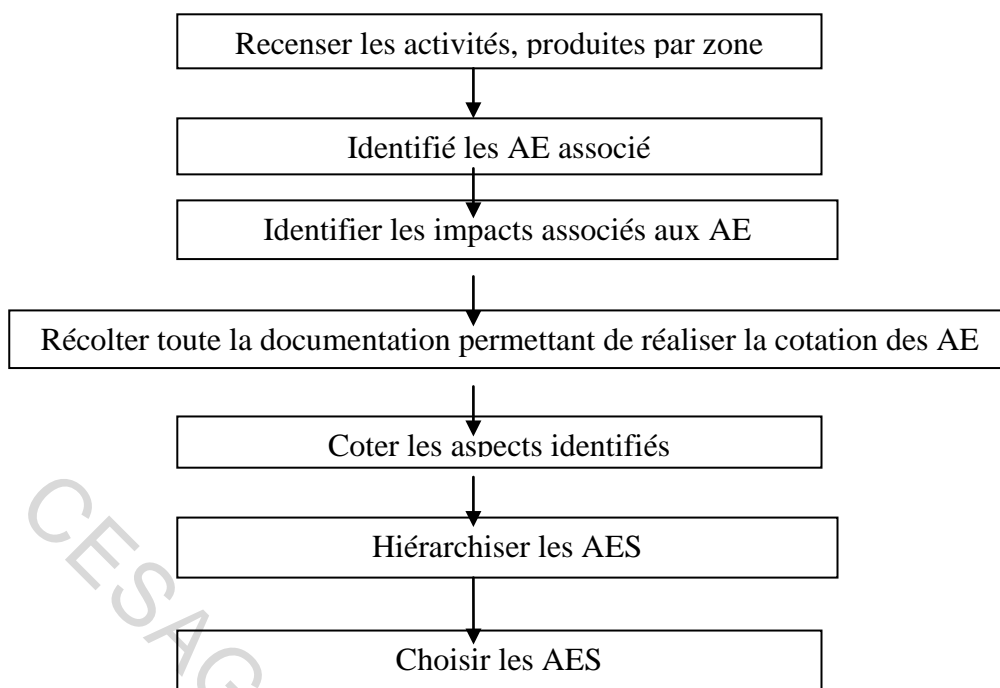 Recenser les activités, produites par zone
Identifié les AE associé
Identifier les impacts associés aux AE
Récolter toute la documentation permettant de réaliser la cotation des AE
Coter les aspects identifiés
Hiérarchiser les AES
Choisir les AES
CESAG